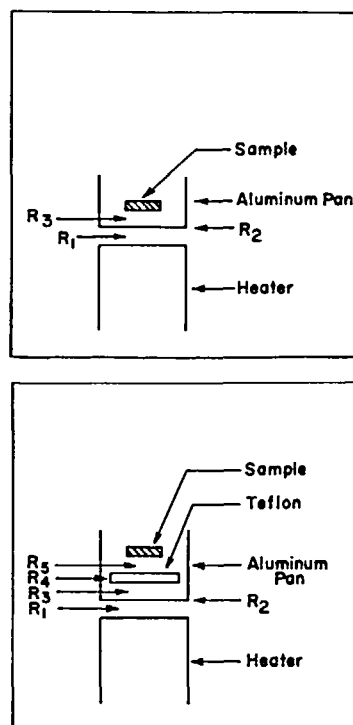 Sample
Aluminum Pan
R3
R2
R1
Heater
Sample
Teflon
R5
Aluminum
Pan
R4
R3
R2
R1
Heater